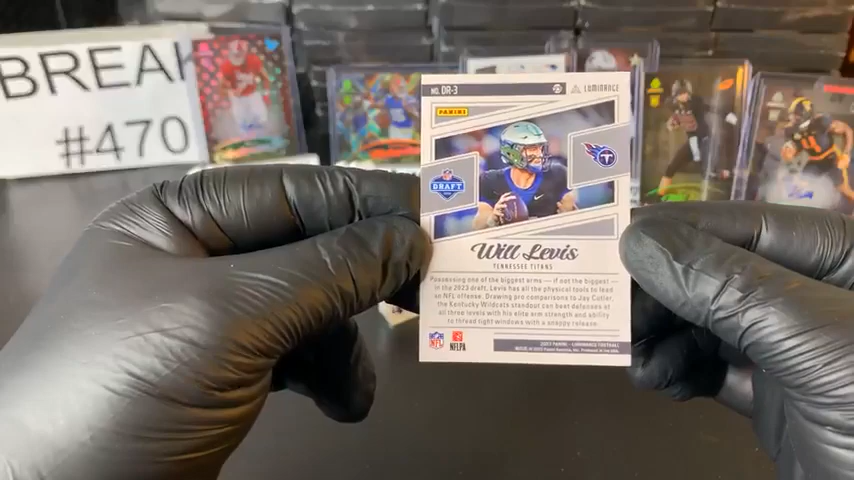 BREAK
#470
NO. DR-3
LUMINANCE
PANINI
DRAFT
Will Levis
TENNESSEE TITANS
Possessing one of the biggest arms — if not the biggest —
in the 2023 draft, Levis has all the physical tools to lead
an NFL offense. Drawing pro comparisons to Jay Cutler,
the Kentucky Wildcats standout can beat defenses at
all three levels with his elite arm strength and ability
to thread tight windows with a snappy release.
NFL
NFLPA
2023 PANINI - LUMINANCE FOOTBALL